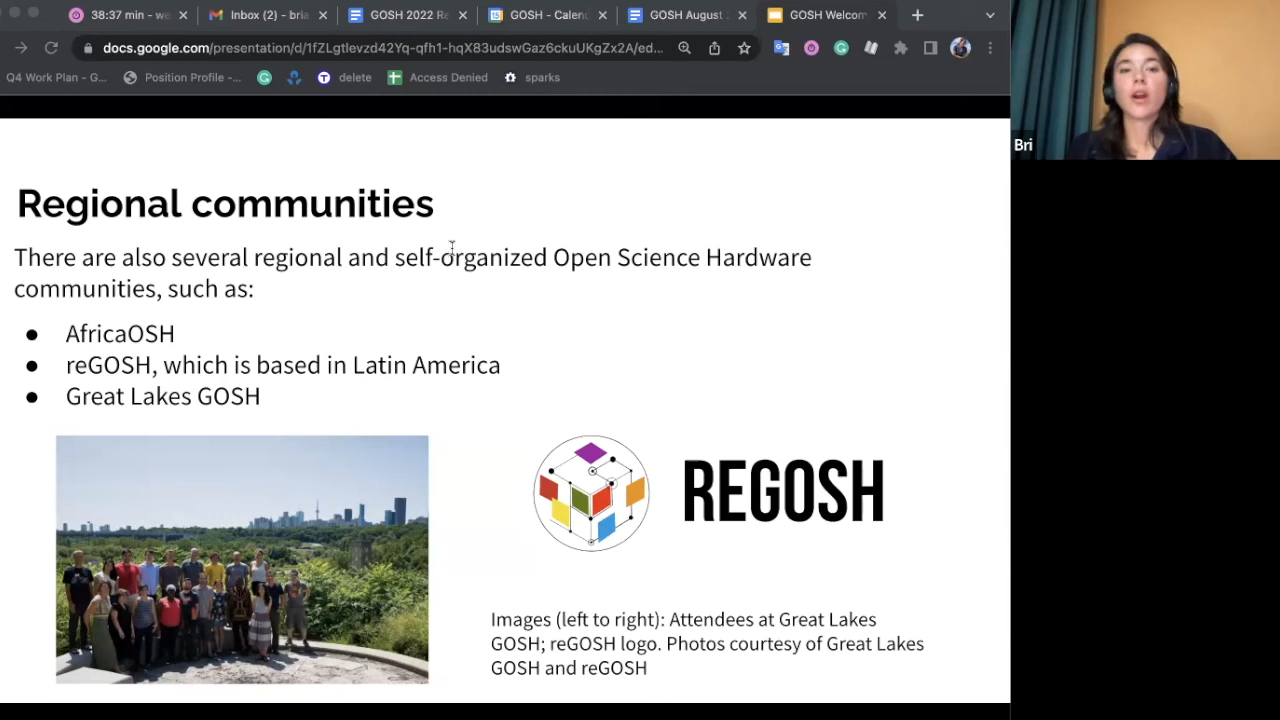 38:37 min - we
Inbox (2) - bria
GOSH 2022 Re
GOSH - Calend
GOSH August 2
GOSH Welcom
docs.google.com/presentation/d/1fZLgtlevzd42Yq-qfh1-hqX83udswGaz6ckuUKgZx2A/ed...
Q4 Work Plan - G...
Position Profile -...
delete
Access Denied
sparks
Bri
Regional communities
There are also several regional and self-organized Open Science Hardware
communities, such as:
● AfricaOSH
● reGOSH, which is based in Latin America
● Great Lakes GOSH
REGOSH
Images (left to right): Attendees at Great Lakes
GOSH; reGOSH logo. Photos courtesy of Great Lakes
GOSH and reGOSH